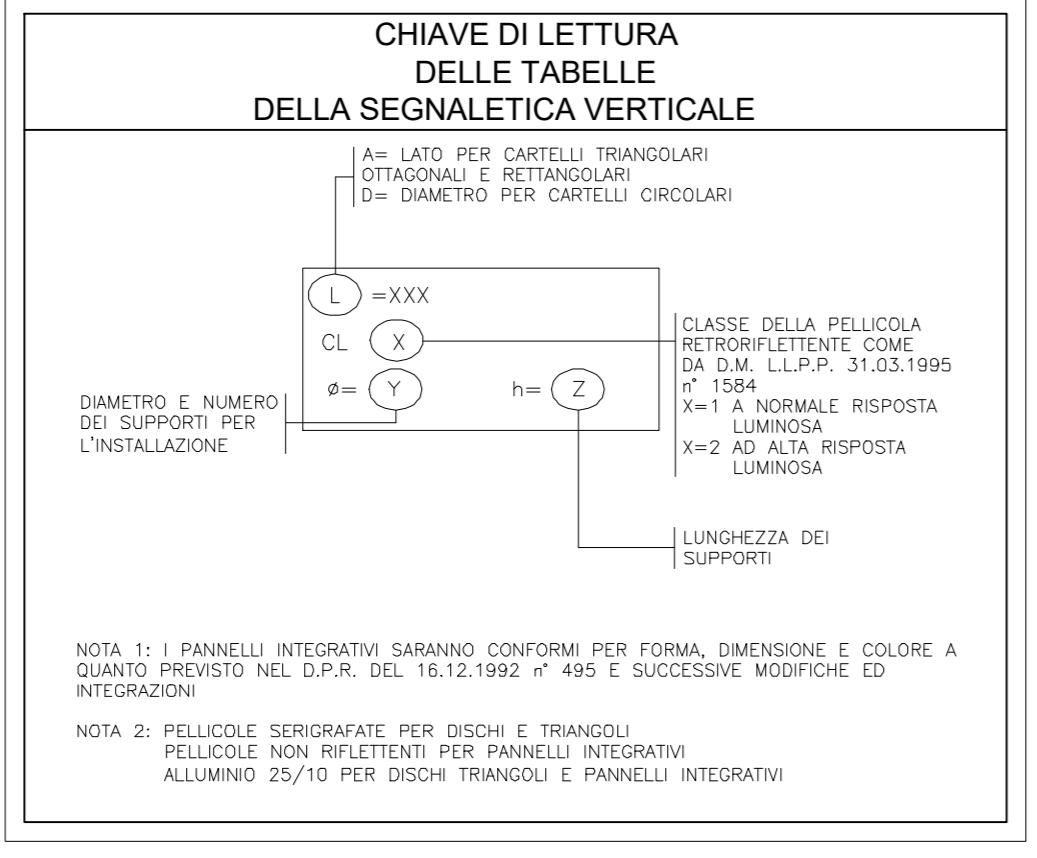 CHIAVE DI LETTURA
DELLE TABELLE
DELLA SEGNALETICA VERTICALE
A= LATO PER CARTELLI TRIANGOLARI
OTTAGONALI E RETTANGOLARI
D= DIAMETRO PER CARTELLI CIRCOLARI
L =XXX
CL X
ø= Y h= Z
CLASSE DELLA PELLICOLA
RETRORIFLETTENTE COME
DA D.M. L.L.P.P. 31.03.1995
n° 1584
X=1 A NORMALE RISPOSTA
LUMINOSA
X=2 AD ALTA RISPOSTA
LUMINOSA
DIAMETRO E NUMERO
DEI SUPPORTI PER
L'INSTALLAZIONE
LUNGHEZZA DEI
SUPPORTI
NOTA 1: I PANNELLI INTEGRATIVI SARANNO CONFORMI PER FORMA, DIMENSIONE E COLORE A
QUANTO PREVISTO NEL D.P.R. DEL 16.12.1992 n° 495 E SUCCESSIVE MODIFICHE ED
INTEGRAZIONI
NOTA 2: PELLICOLE SERIGRAFATE PER DISCHI E TRIANGOLI
PELLICOLE NON RIFLETTENTI PER PANNELLI INTEGRATIVI
ALLUMINIO 25/10 PER DISCHI TRIANGOLI E PANNELLI INTEGRATIVI